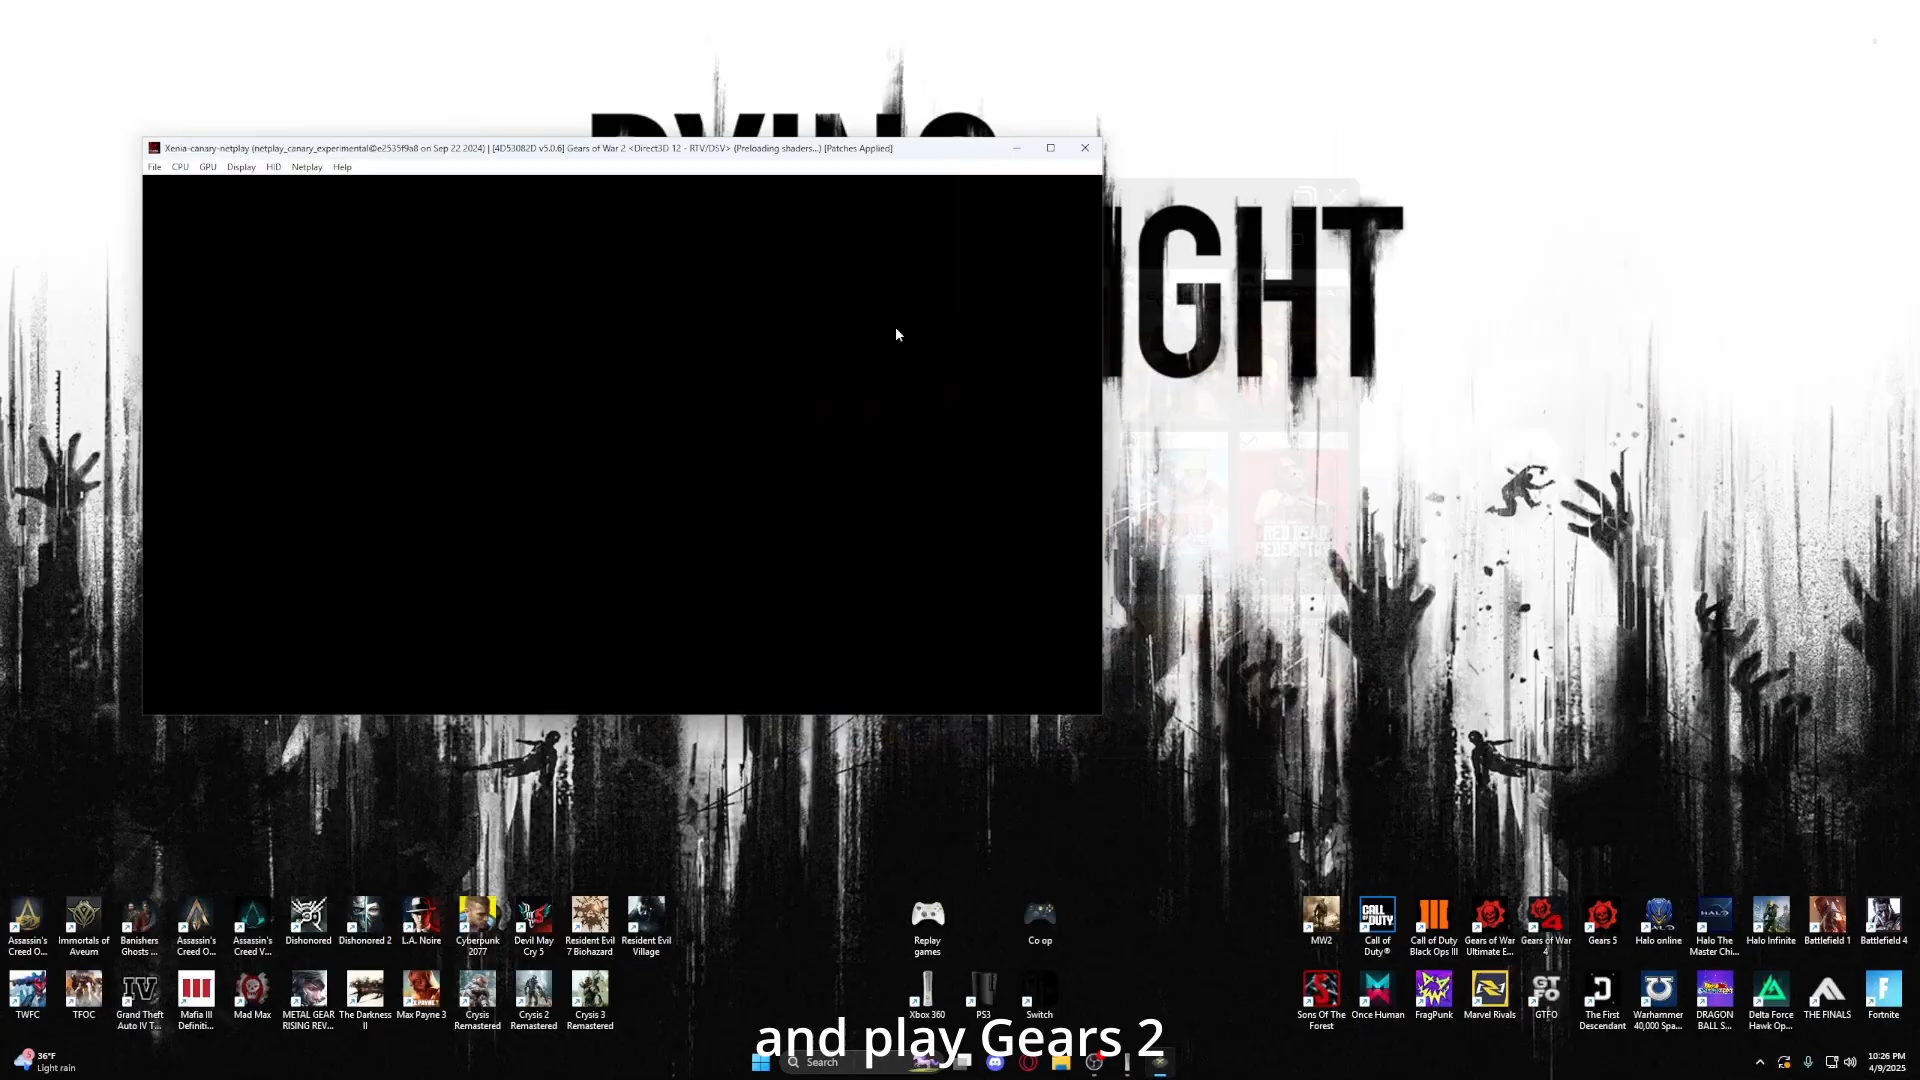 DYING
IGHT
Xenia-canary-netplay (netplay_canary_experimental@e2535f9a8 on Sep 22 2024) | [4D53082D v5.0.6] Gears of War 2 <Direct3D 12 - RTV/DSV> (Preloading shaders...) [Patches Applied]
File CPU GPU Display HID Netplay Help
RED DEAD
REDEMPTION
Assassin's Creed O...
Immortals of Aveum
Banishers Ghosts ...
Assassin's Creed O...
Assassin's Creed V...
Dishonored
Dishonored 2
L.A. Noire
Cyberpunk 2077
Devil May Cry 5
Resident Evil 7 Biohazard
Resident Evil Village
Replay games
Co op
MW2
Call of Duty®
Call of Duty Black Ops III
Gears of War Ultimate E...
Gears of War 4
Gears 5
Halo online
Halo The Master Chi...
Halo Infinite
Battlefield 1
Battlefield 4
TWFC
TFOC
Grand Theft Auto IV T...
Mafia III Definiti...
Mad Max
METAL GEAR RISING REV...
The Darkness II
Max Payne 3
Crysis Remastered
Crysis 2 Remastered
Crysis 3 Remastered
Xbox 360
PS3
Switch
Sons Of The Forest
Once Human
FragPunk
Marvel Rivals
GTFO
The First Descendant
Warhammer 40,000 Spa...
DRAGON BALL S...
Delta Force Hawk Op...
THE FINALS
Fortnite
and play Gears 2
36°F
Light rain
Search
10:26 PM
4/9/2025